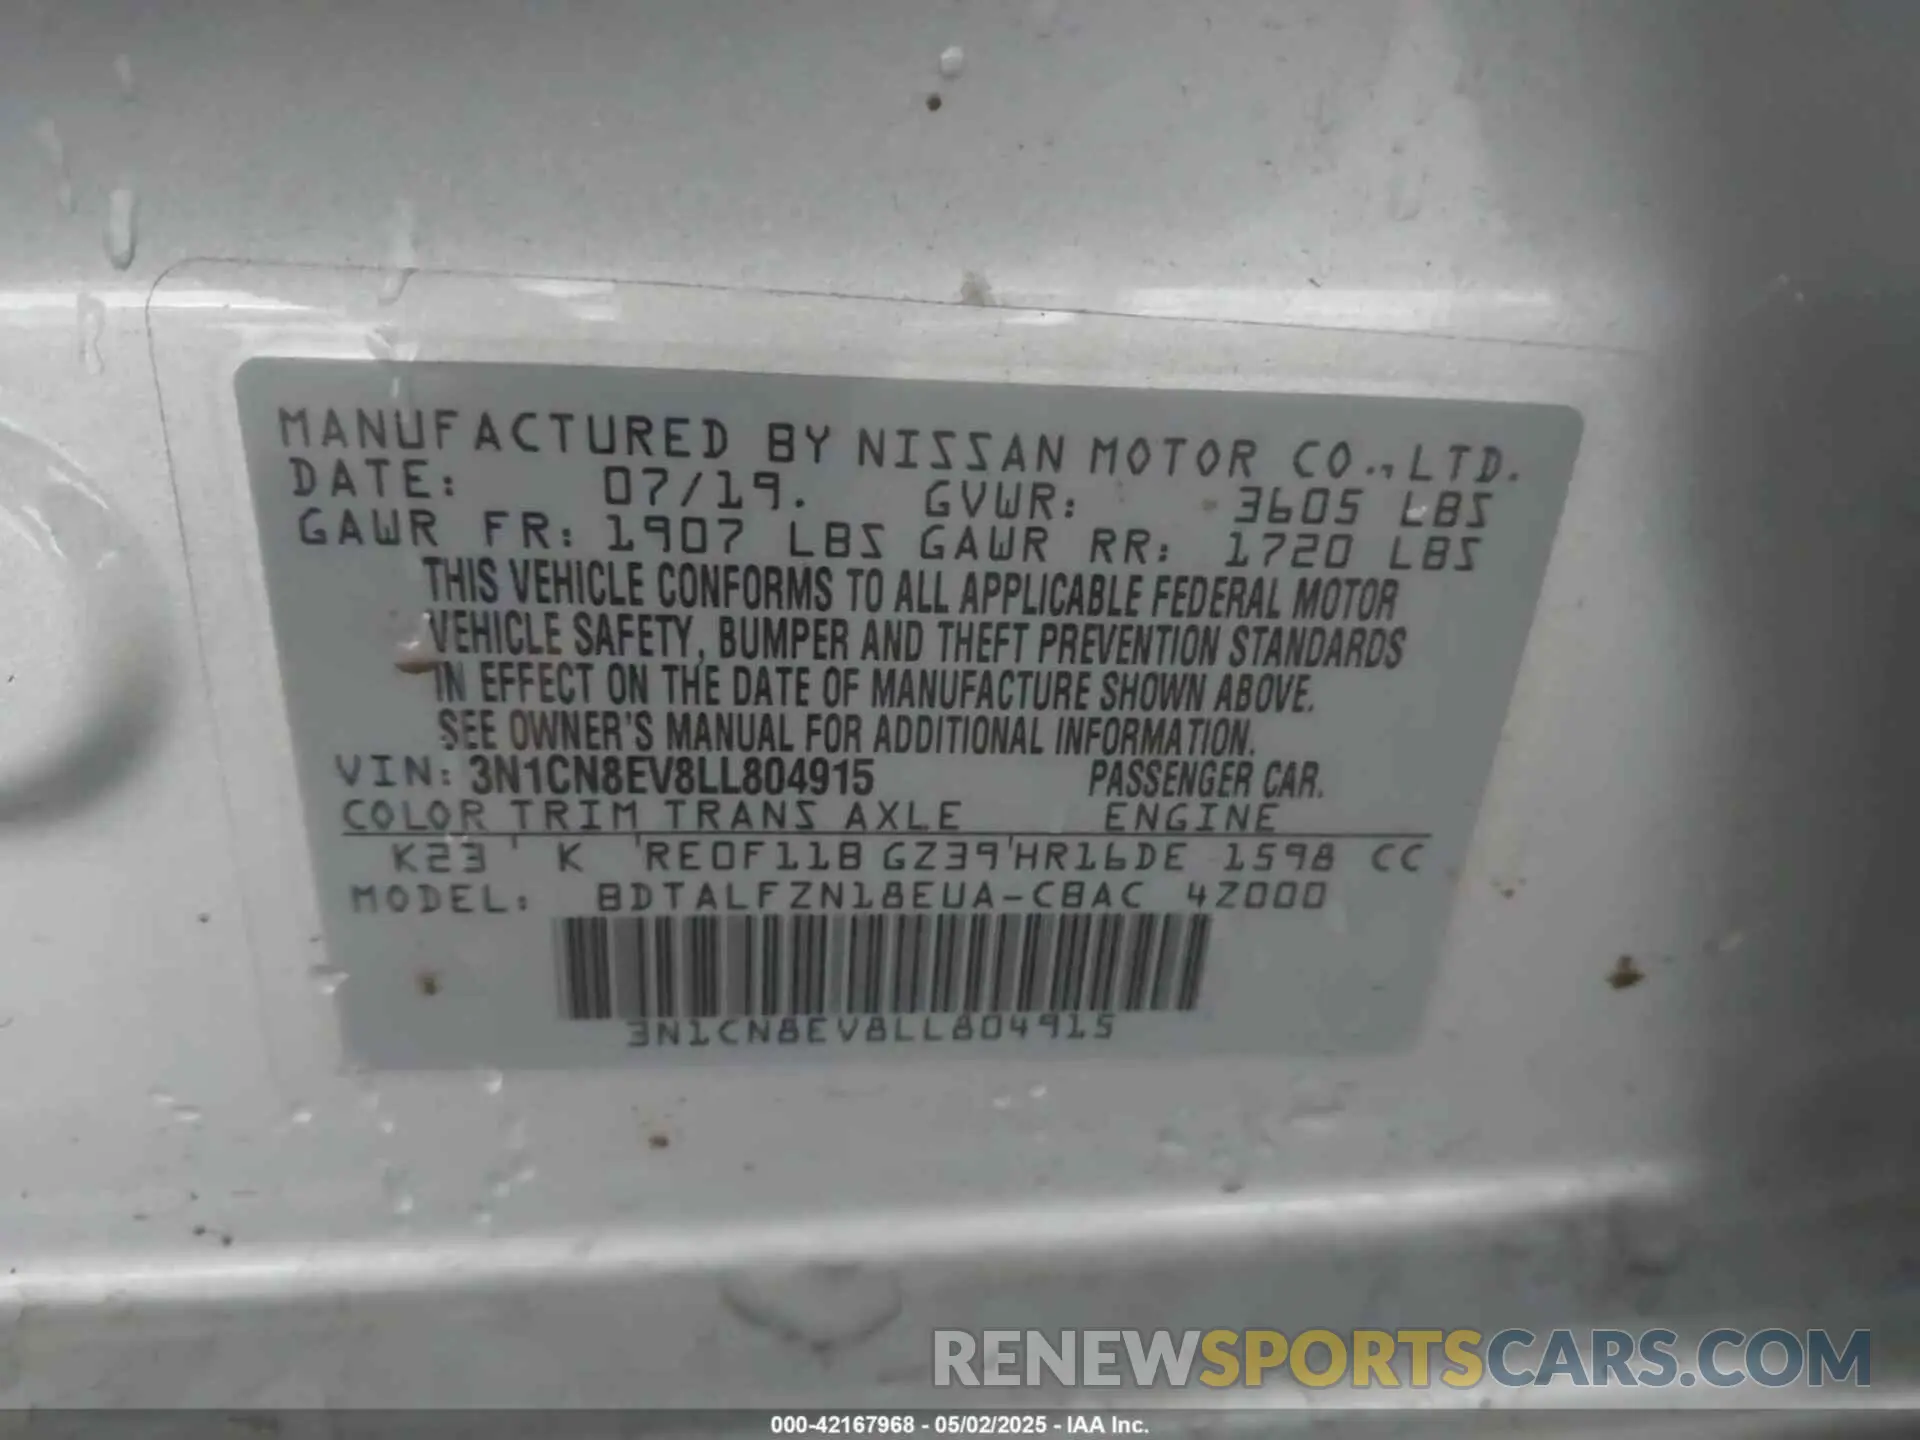 MANUFACTURED BY NISSAN MOTOR CO., LTD.
DATE: 07/19. GVWR: 3605 LBS
GAWR FR: 1907 LBS GAWR RR: 1720 LBS
THIS VEHICLE CONFORMS TO ALL APPLICABLE FEDERAL MOTOR
VEHICLE SAFETY, BUMPER AND THEFT PREVENTION STANDARDS
IN EFFECT ON THE DATE OF MANUFACTURE SHOWN ABOVE.
SEE OWNER'S MANUAL FOR ADDITIONAL INFORMATION.
VIN: 3N1CN8EV8LL804915 PASSENGER CAR.
COLOR TRIM TRANS AXLE ENGINE
K23 ' K 'RE0F11B GZ39'HR16DE 1598 CC
MODEL: BDTALFZN18EUA-CBAC 4Z000
3N1CN8EV8LL804915
RENEWSPORTSCARS.COM
000-42167968 - 05/02/2025 - IAA Inc.